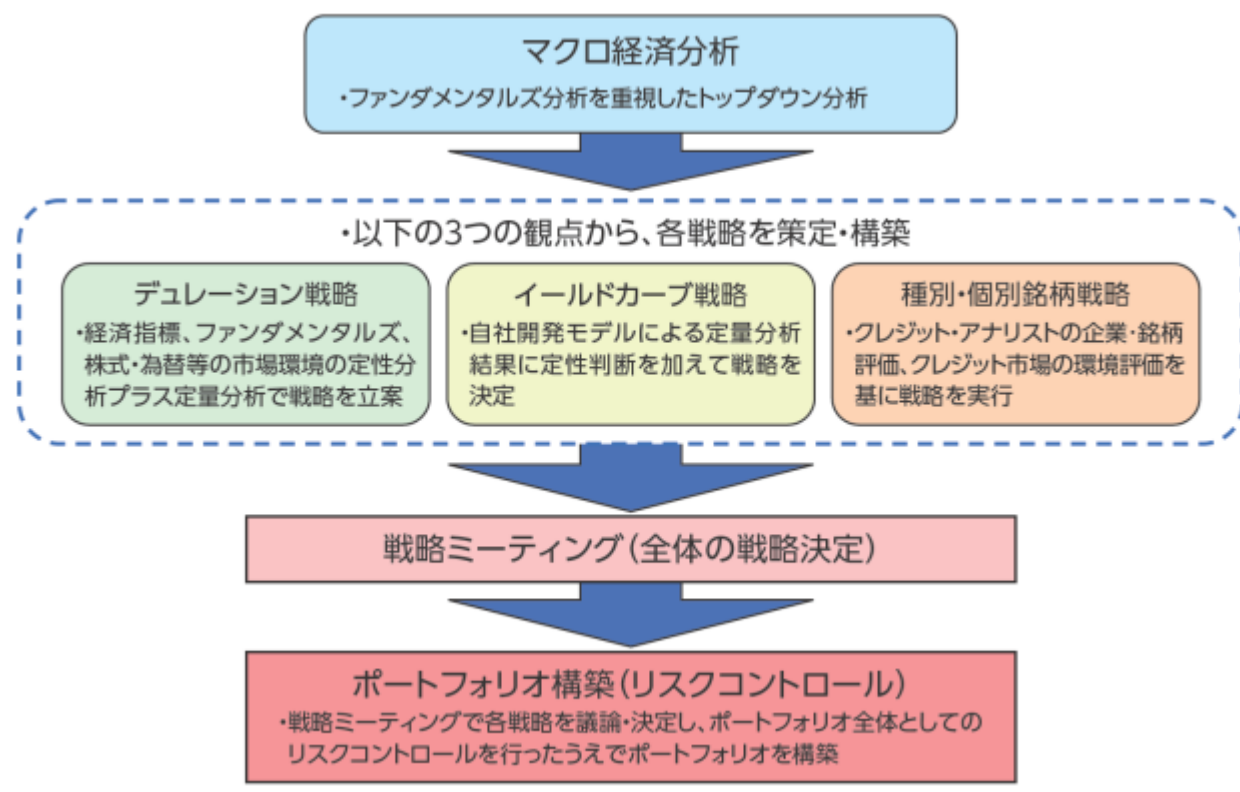 マクロ経済分析
・ファンダメンタルズ分析を重視したトップダウン分析
・以下の3つの観点から、各戦略を策定・構築
デュレーション戦略
・経済指標、ファンダメンタルズ、
株式・為替等の市場環境の定性分
析プラス定量分析で戦略を立案
イールドカーブ戦略
・自社開発モデルによる定量分析
結果に定性判断を加えて戦略を
決定
種別・個別銘柄戦略
・クレジット・アナリストの企業・銘柄
評価、クレジット市場の環境評価を
基に戦略を実行
戦略ミーティング(全体の戦略決定)
ポートフォリオ構築(リスクコントロール)
・戦略ミーティングで各戦略を議論・決定し、ポートフォリオ全体としての
リスクコントロールを行ったうえでポートフォリオを構築